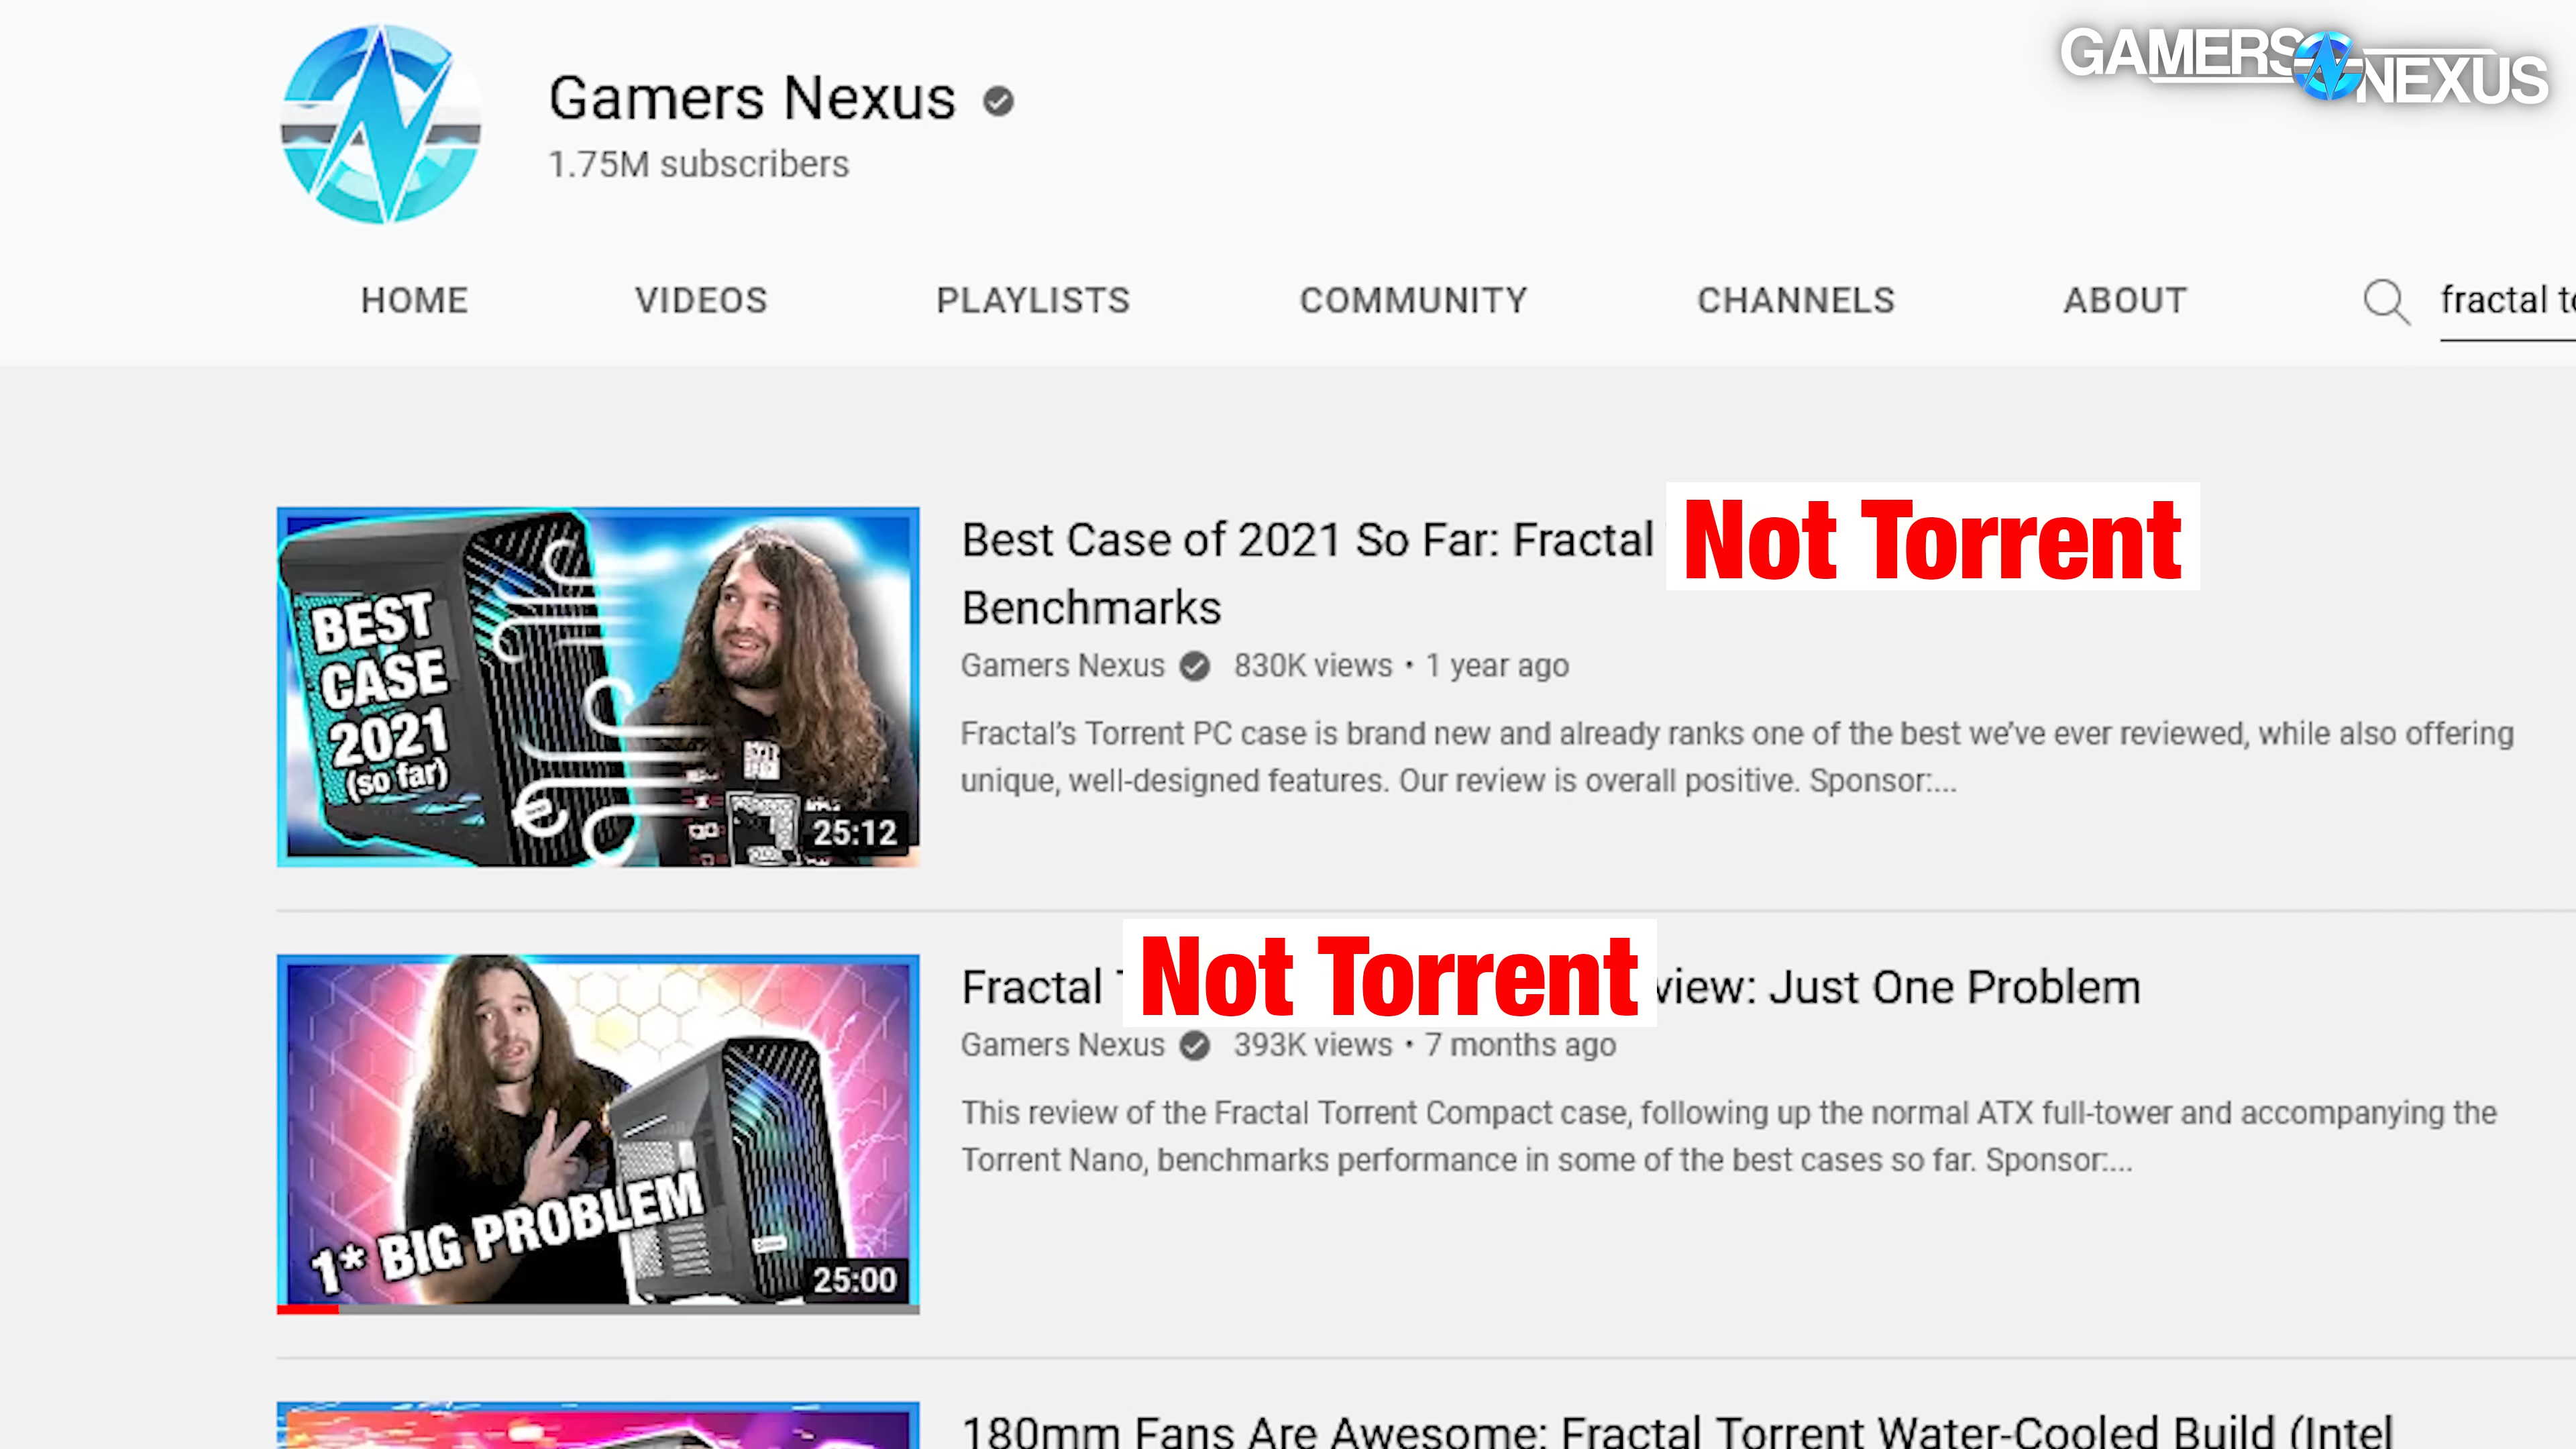 GAMERS NEXUS
Gamers Nexus
1.75M subscribers
HOME VIDEOS PLAYLISTS COMMUNITY CHANNELS ABOUT fractal
BEST
CASE
2021
(so far)
25:12
Best Case of 2021 So Far: Fractal Not Torrent
Benchmarks
Gamers Nexus 830K views • 1 year ago
Fractal's Torrent PC case is brand new and already ranks one of the best we've ever reviewed, while also offering
unique, well-designed features. Our review is overall positive. Sponsor:...
1* BIG PROBLEM
25:00
Fractal Not Torrent view: Just One Problem
Gamers Nexus 393K views • 7 months ago
This review of the Fractal Torrent Compact case, following up the normal ATX full-tower and accompanying the
Torrent Nano, benchmarks performance in some of the best cases so far. Sponsor:...
180mm Fans Are Awesome: Fractal Torrent Water-Cooled Build (Intel